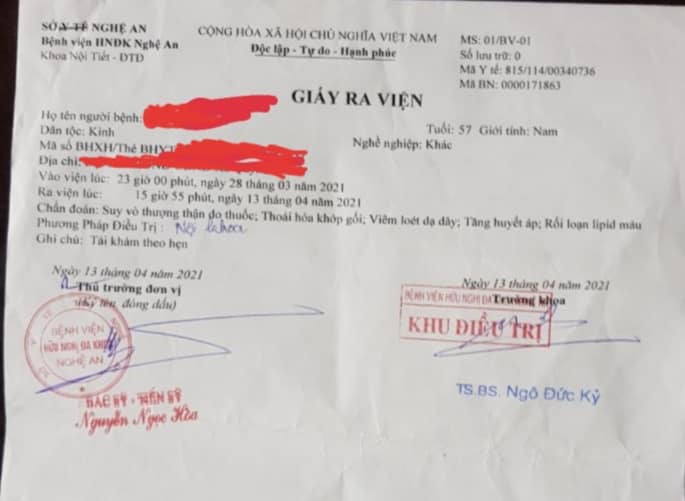 SỞ Y TẾ NGHỆ AN
Bệnh viện HNĐK Nghệ An
Khoa Nội Tiết - ĐTĐ
CỘNG HÒA XÃ HỘI CHỦ NGHĨA VIỆT NAM
Độc lập - Tự do - Hạnh phúc
MS: 01/BV-01
Số lưu trữ: 0
Mã Y tế: 815/114/00340736
Mã BN: 0000171863
GIẤY RA VIỆN
Họ tên người bệnh:
Tuổi: 57 Giới tính: Nam
Dân tộc: Kinh
Nghề nghiệp: Khác
Mã số BHXH/Thẻ BHYT
Địa chỉ:
Vào viện lúc: 23 giờ 00 phút, ngày 28 tháng 03 năm 2021
Ra viện lúc: 15 giờ 55 phút, ngày 13 tháng 04 năm 2021
Chẩn đoán: Suy vỏ thượng thận do thuốc; Thoái hóa khớp gối; Viêm loét dạ dày; Tăng huyết áp; Rối loạn lipid máu
Phương Pháp Điều Trị : Nội khoa
Ghi chú: Tái khám theo hẹn
Ngày 13 tháng 04 năm 2021
Thủ trưởng đơn vị
(Ký tên, đóng dấu)
BỆNH VIỆN
HỮU NGHỊ ĐA KHOA
NGHỆ AN
BÁC SỸ - TIẾN SỸ
Nguyễn Ngọc Hòa
Ngày 13 tháng 04 năm 2021
BỆNH VIỆN HỮU NGHỊ ĐA
Trưởng khoa
KHU ĐIỀU TRỊ
TS.BS. Ngô Đức Kỷ